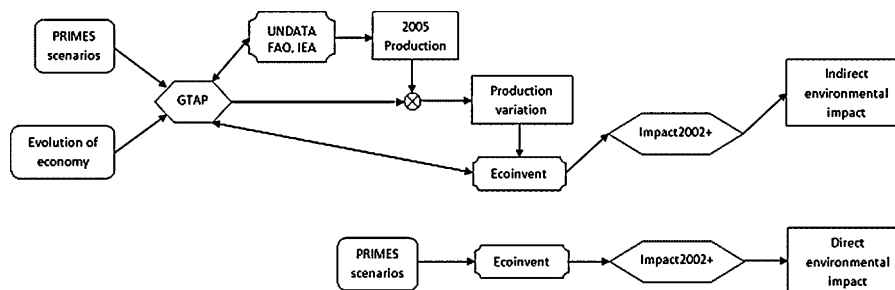 PRIMES
scenarios
Evolution of
economy
GTAP
UNDATA
FAO, IEA
2005
Production
Production
variation
Ecoinvent
Impact2002+
Indirect
environmental
impact
PRIMES
scenarios
Ecoinvent
Impact2002+
Direct
environmental
impact